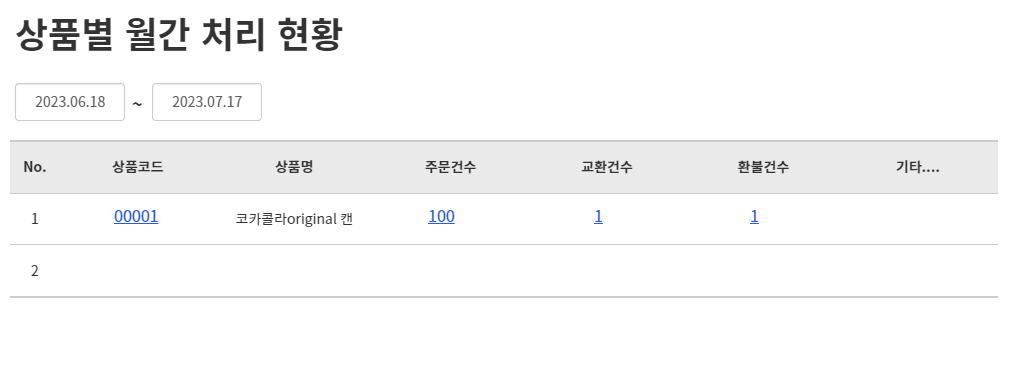 상품별 월간 처리 현황
2023.06.18 ~ 2023.07.17
No. 상품코드 상품명 주문건수 교환건수 환불건수 기타....
1 00001 코카콜라original 캔 100 1 1
2